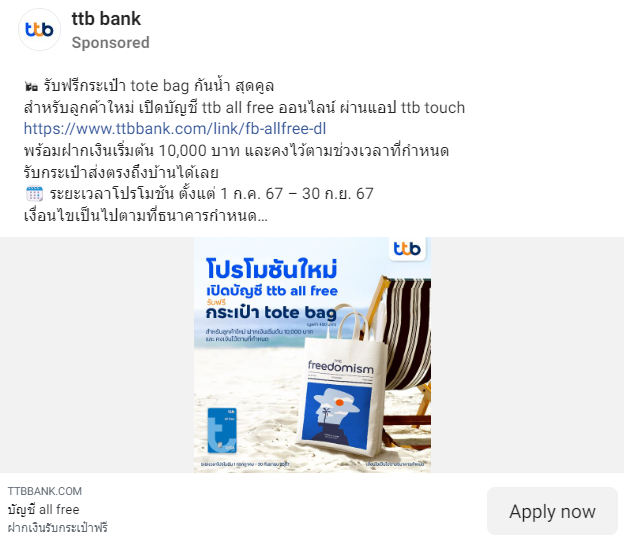 ttb
ttb bank
Sponsored
รับฟรีกระเป๋า tote bag กันน้ำ สุดคูล
สำหรับลูกค้าใหม่ เปิดบัญชี ttb all free ออนไลน์ ผ่านแอป ttb touch
https://www.ttbbank.com/link/fb-allfree-dl
พร้อมฝากเงินเริ่มต้น 10,000 บาท และคงไว้ตามช่วงเวลาที่กำหนด
รับกระเป๋าส่งตรงถึงบ้านได้เลย
ระยะเวลาโปรโมชัน ตั้งแต่ 1 ก.ค. 67 – 30 ก.ย. 67
เงื่อนไขเป็นไปตามที่ธนาคารกำหนด…
ttb
โปรโมชันใหม่
เปิดบัญชี ttb all free
รับฟรี
กระเป๋า tote bag
สำหรับลูกค้าใหม่ ฝากเงินเริ่มต้น 10,000 บาท
และ คงเงินไว้ตามที่กำหนด
freedomism
ttb
all free
TTBBANK.COM
บัญชี all free
ฝากเงินรับกระเป๋าฟรี
Apply now